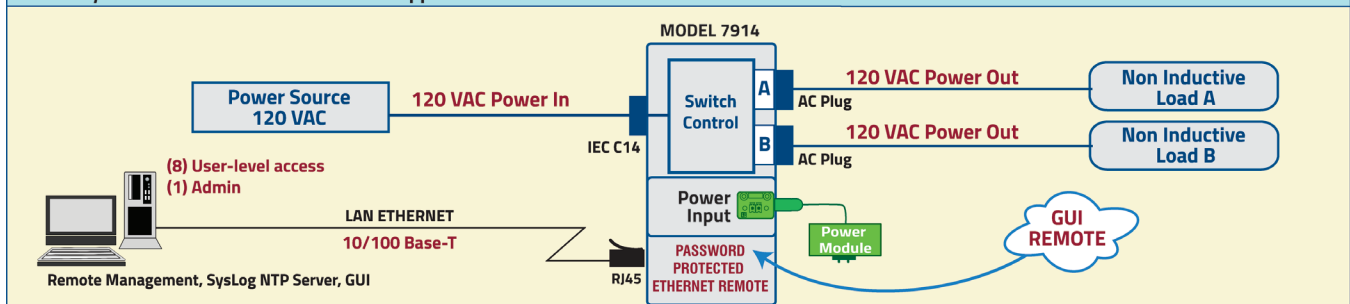 MODEL 7914
Power Source
120 VAC
120 VAC Power In
IEC C14
Switch
Control
A
AC Plug
120 VAC Power Out
Non Inductive
Load A
B
AC Plug
120 VAC Power Out
Non Inductive
Load B
(8) User-level access
(1) Admin
LAN ETHERNET
10/100 Base-T
Remote Management, SysLog NTP Server, GUI
RJ45
Power
Input
Power
Module
PASSWORD
PROTECTED
ETHERNET REMOTE
GUI
REMOTE